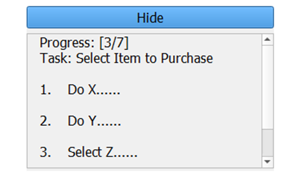 Hide
Progress: [3/7]
Task: Select Item to Purchase
1. Do X......
2. Do Y......
3. Select Z......